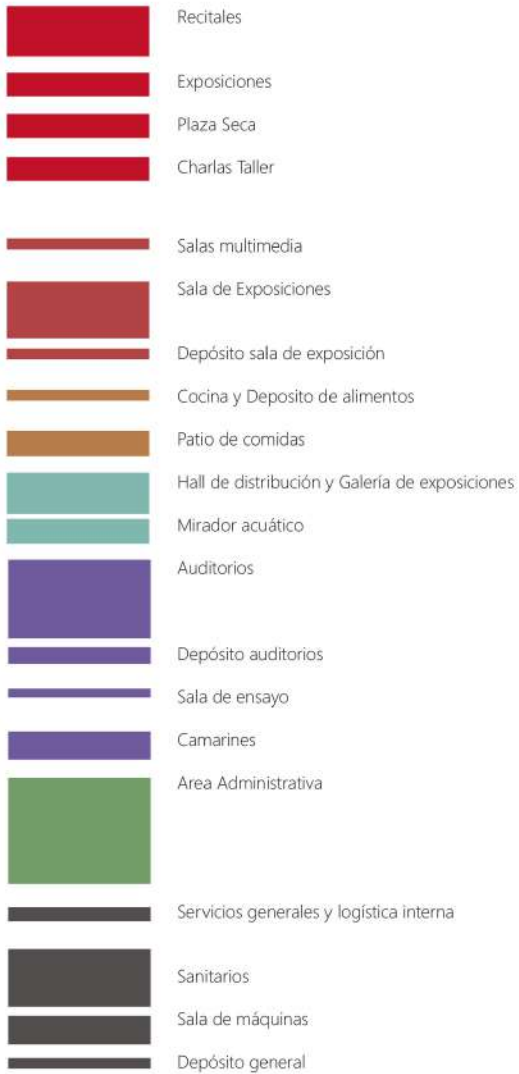 Recitales
Exposiciones
Plaza Seca
Charlas Taller
Salas multimedia
Sala de Exposiciones
Depósito sala de exposición
Cocina y Deposito de alimentos
Patio de comidas
Hall de distribución y Galería de exposiciones
Mirador acuático
Auditorios
Depósito auditorios
Sala de ensayo
Camarines
Area Administrativa
Servicios generales y logística interna
Sanitarios
Sala de máquinas
Depósito general